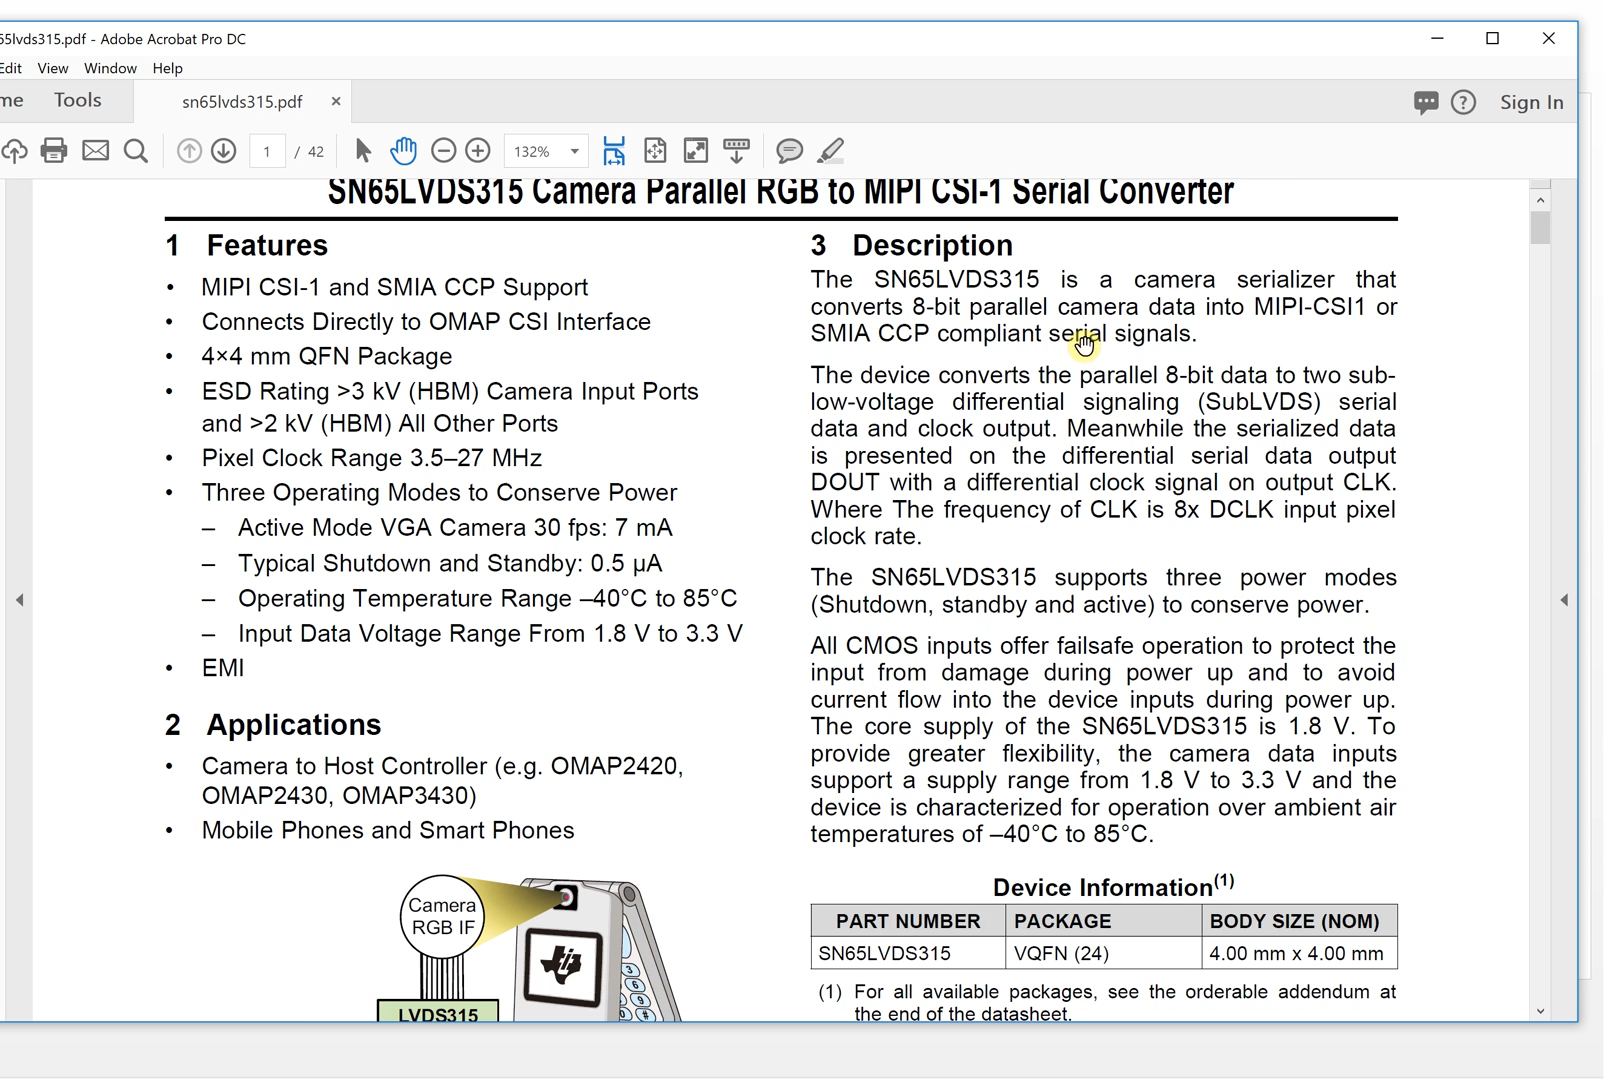 55lvds315.pdf - Adobe Acrobat Pro DC
Edit View Window Help
me Tools sn65lvds315.pdf × Sign In
1 / 42 132%
SN65LVDS315 Camera Parallel RGB to MIPI CSI-1 Serial Converter
1 Features
• MIPI CSI-1 and SMIA CCP Support
• Connects Directly to OMAP CSI Interface
• 4×4 mm QFN Package
• ESD Rating >3 kV (HBM) Camera Input Ports
and >2 kV (HBM) All Other Ports
• Pixel Clock Range 3.5–27 MHz
• Three Operating Modes to Conserve Power
– Active Mode VGA Camera 30 fps: 7 mA
– Typical Shutdown and Standby: 0.5 µA
– Operating Temperature Range –40°C to 85°C
– Input Data Voltage Range From 1.8 V to 3.3 V
• EMI
2 Applications
• Camera to Host Controller (e.g. OMAP2420,
OMAP2430, OMAP3430)
• Mobile Phones and Smart Phones
Camera
RGB IF
LVDS315
3
6
9
0 #
3 Description
The SN65LVDS315 is a camera serializer that
converts 8-bit parallel camera data into MIPI-CSI1 or
SMIA CCP compliant serial signals.
The device converts the parallel 8-bit data to two sub-
low-voltage differential signaling (SubLVDS) serial
data and clock output. Meanwhile the serialized data
is presented on the differential serial data output
DOUT with a differential clock signal on output CLK.
Where The frequency of CLK is 8x DCLK input pixel
clock rate.
The SN65LVDS315 supports three power modes
(Shutdown, standby and active) to conserve power.
All CMOS inputs offer failsafe operation to protect the
input from damage during power up and to avoid
current flow into the device inputs during power up.
The core supply of the SN65LVDS315 is 1.8 V. To
provide greater flexibility, the camera data inputs
support a supply range from 1.8 V to 3.3 V and the
device is characterized for operation over ambient air
temperatures of –40°C to 85°C.
Device Information(1)
PART NUMBER PACKAGE BODY SIZE (NOM)
SN65LVDS315 VQFN (24) 4.00 mm x 4.00 mm
(1) For all available packages, see the orderable addendum at
the end of the datasheet.